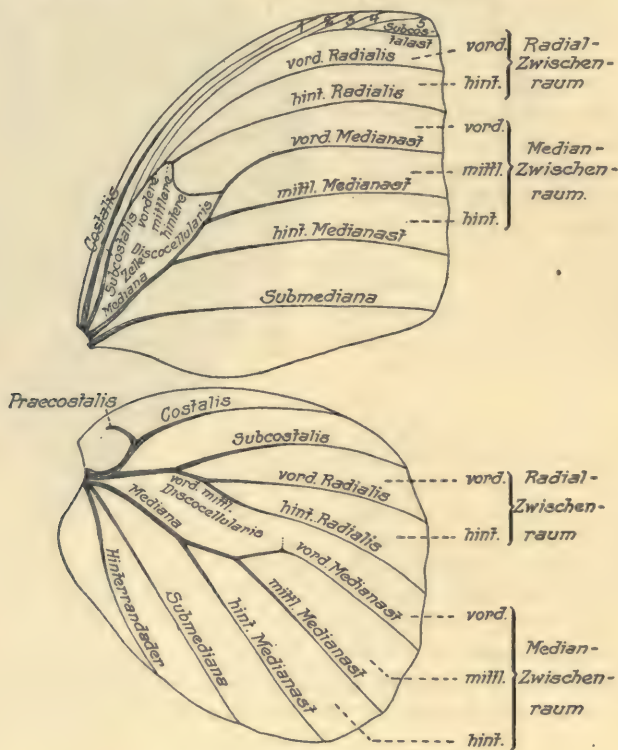 1 2 3 4 5
Subcos-
talast
vord. Radialis
hint. Radialis
vord. Medianast
mittl. Medianast
hint. Medianast
Submediana
Costalis
Subcostalis
vordere
mittlere
hintere
Discocellularis
Zelle
Mediana
vord.
hint.
Radial-
Zwischen-
raum
vord.
mittl.
hint.
Median-
Zwischen-
raum.
Praecostalis
Costalis
Subcostalis
vord. Radialis
hint. Radialis
vord. mittl.
Discocellularis
Mediana
vord. Medianast
mittl. Medianast
hint. Medianast
Submediana
Hinterrandader
vord.
hint.
Radial-
Zwischen-
raum
vord.
mittl.
hint.
Median-
Zwischen-
raum